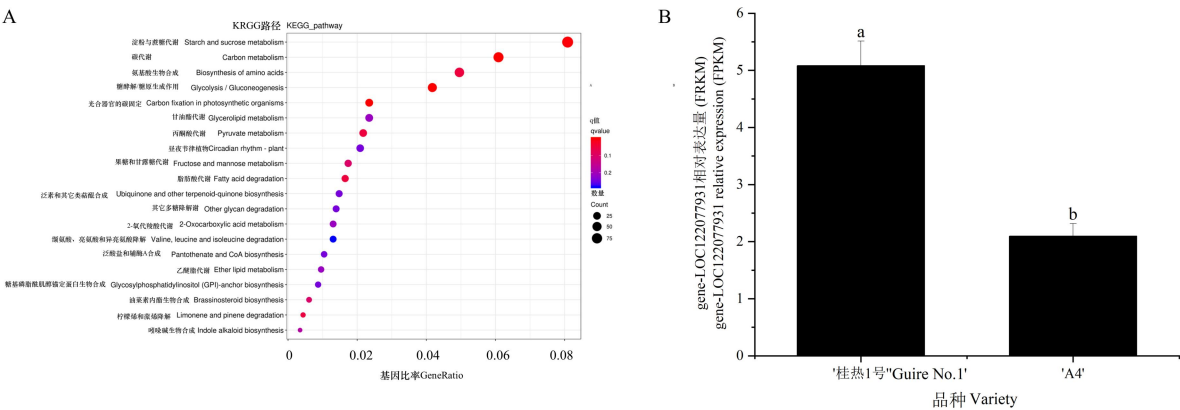 A
KRGG路径 KEGG_pathway
淀粉与蔗糖代谢 Starch and sucrose metabolism
碳代谢 Carbon metabolism
氨基酸生物合成 Biosynthesis of amino acids
糖酵解/糖原生成作用 Glycolysis / Gluconeogenesis
光合器官的碳固定 Carbon fixation in photosynthetic organisms
甘油酯代谢 Glycerolipid metabolism
丙酮酸代谢 Pyruvate metabolism
昼夜节律植物Circadian rhythm - plant
果糖和甘露糖代谢 Fructose and mannose metabolism
脂肪酸代谢 Fatty acid degradation
泛素和其它类萜醌合成 Ubiquinone and other terpenoid-quinone biosynthesis
其它多糖降解谢 Other glycan degradation
2-氧代羧酸代谢 2-Oxocarboxylic acid metabolism
缬氨酸、亮氨酸和异亮氨酸降解 Valine, leucine and isoleucine degradation
泛酸盐和辅酶A合成 Pantothenate and CoA biosynthesis
乙醚脂代谢 Ether lipid metabolism
糖基磷脂酰肌醇锚定蛋白生物合成 Glycosylphosphatidylinositol (GPI)-anchor biosynthesis
油菜素内酯生物合成 Brassinosteroid biosynthesis
柠檬烯和蒎烯降解 Limonene and pinene degradation
吲哚碱生物合成 Indole alkaloid biosynthesis
0 0.02 0.04 0.06 0.08
基因比率GeneRatio
A
B
q值
qvalue
0.1
0.2
数量
Count
25
50
75
B
gene-LOC122077931相对表达量 (FRKM)
gene-LOC122077931 relative expression (FPKM)
6
5
4
3
2
1
0
a
b
'桂热1号''Guire No.1'
'A4'
品种 Variety